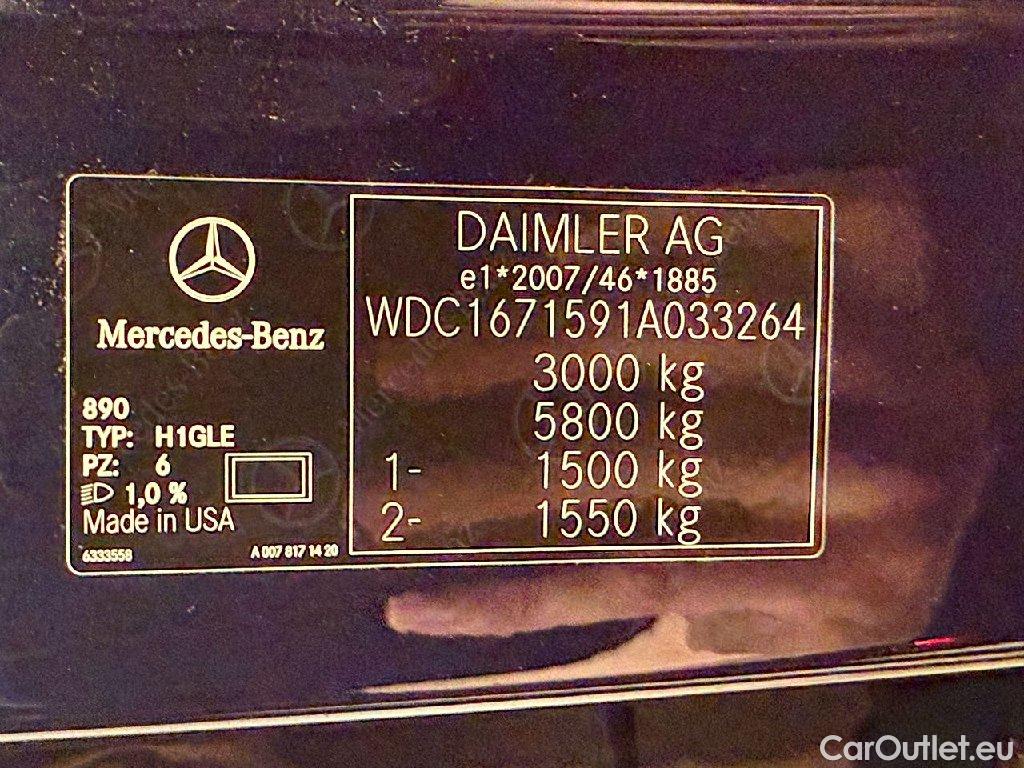 Mercedes-Benz
890
TYP: H1GLE
PZ: 6
1,0 %
Made in USA
6333558
A 007 817 14 20
DAIMLER AG
e1*2007/46*1885
WDC1671591A033264
3000 kg
5800 kg
1- 1500 kg
2- 1550 kg
CarOutlet.eu